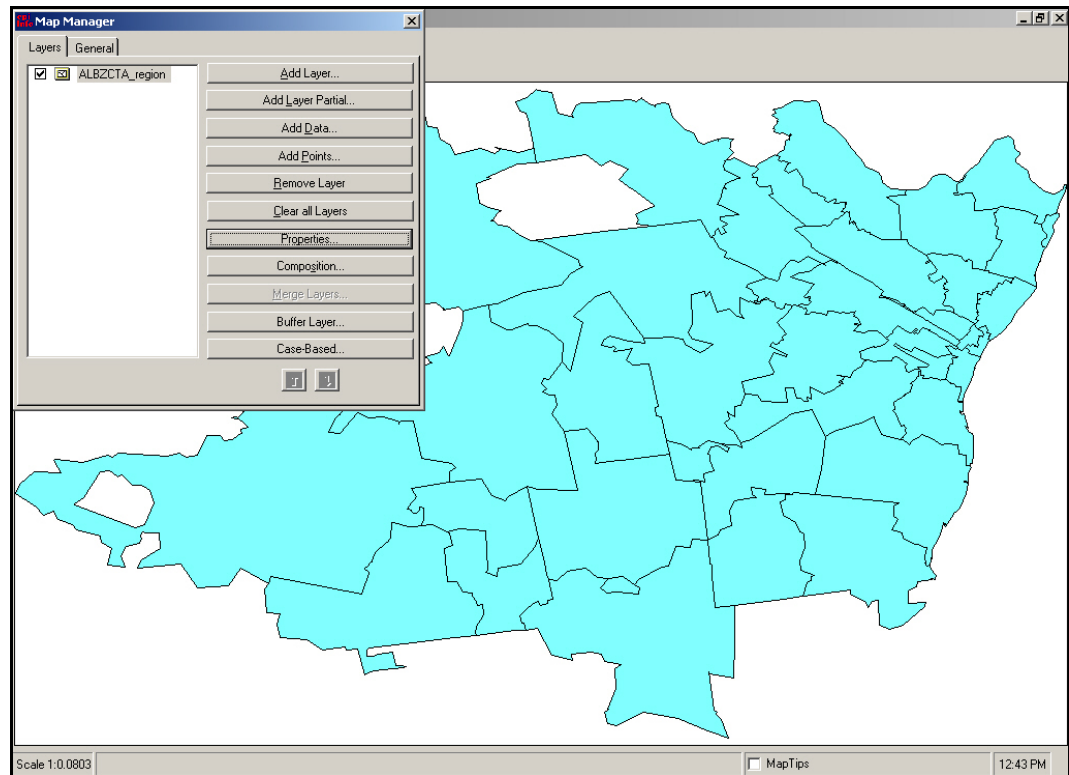 Map Manager
Layers General
ALBZCTA_region
Add Layer...
Add Layer Partial...
Add Data...
Add Points...
Remove Layer
Clear all Layers
Properties...
Composition...
Merge Layers...
Buffer Layer...
Case-Based...
Scale 1:0.0803
MapTips
12:43 PM